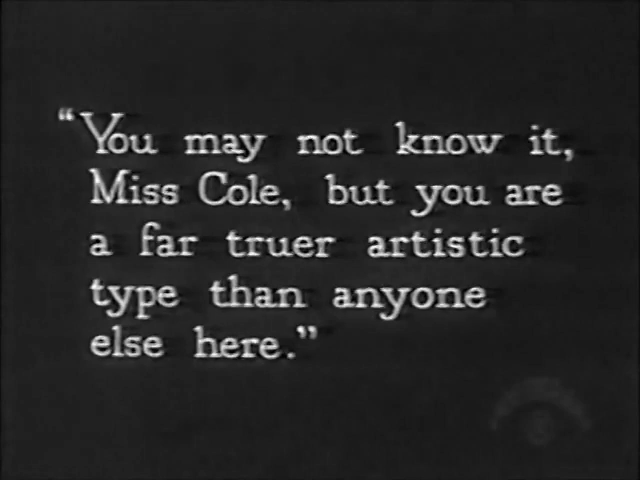 “You may not know it,
Miss Cole, but you are
a far truer artistic
type than anyone
else here.”